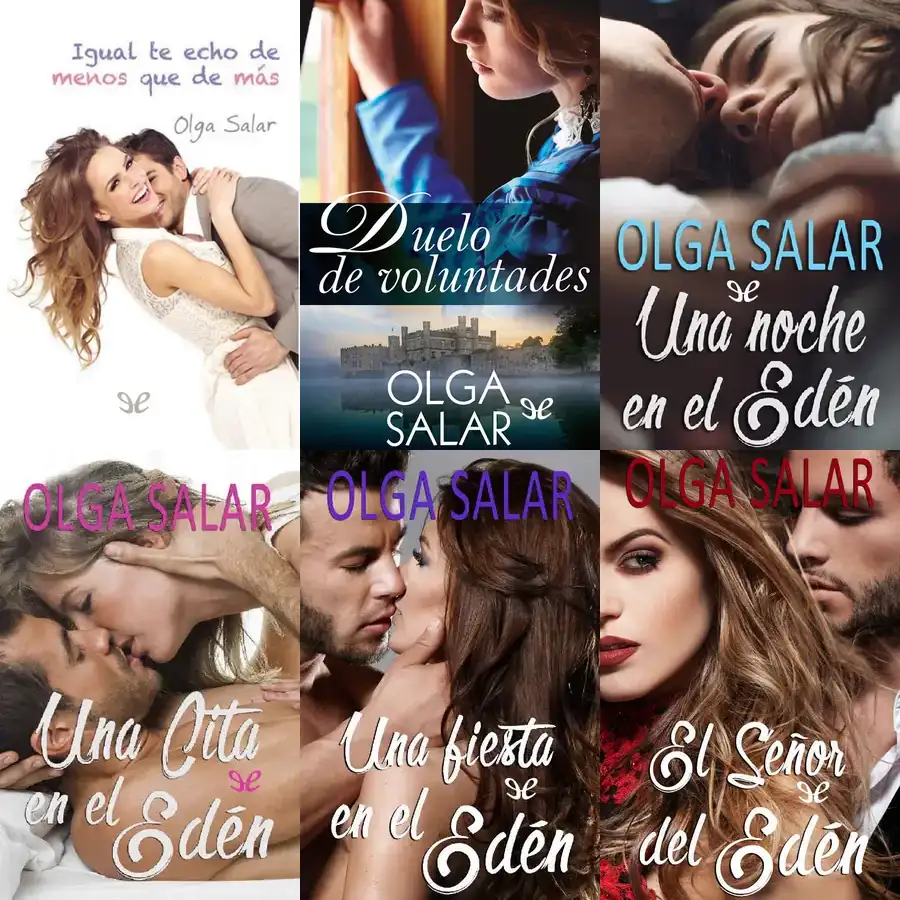 Igual te echo de
menos que de más
Olga Salar
Duelo
de voluntades
OLGA
SALAR
OLGA SALAR
Una noche
en el Edén
OLGA SALAR
Una Cita
en el Edén
OLGA SALAR
Una fiesta
en el Edén
OLGA SALAR
El Señor
del Edén